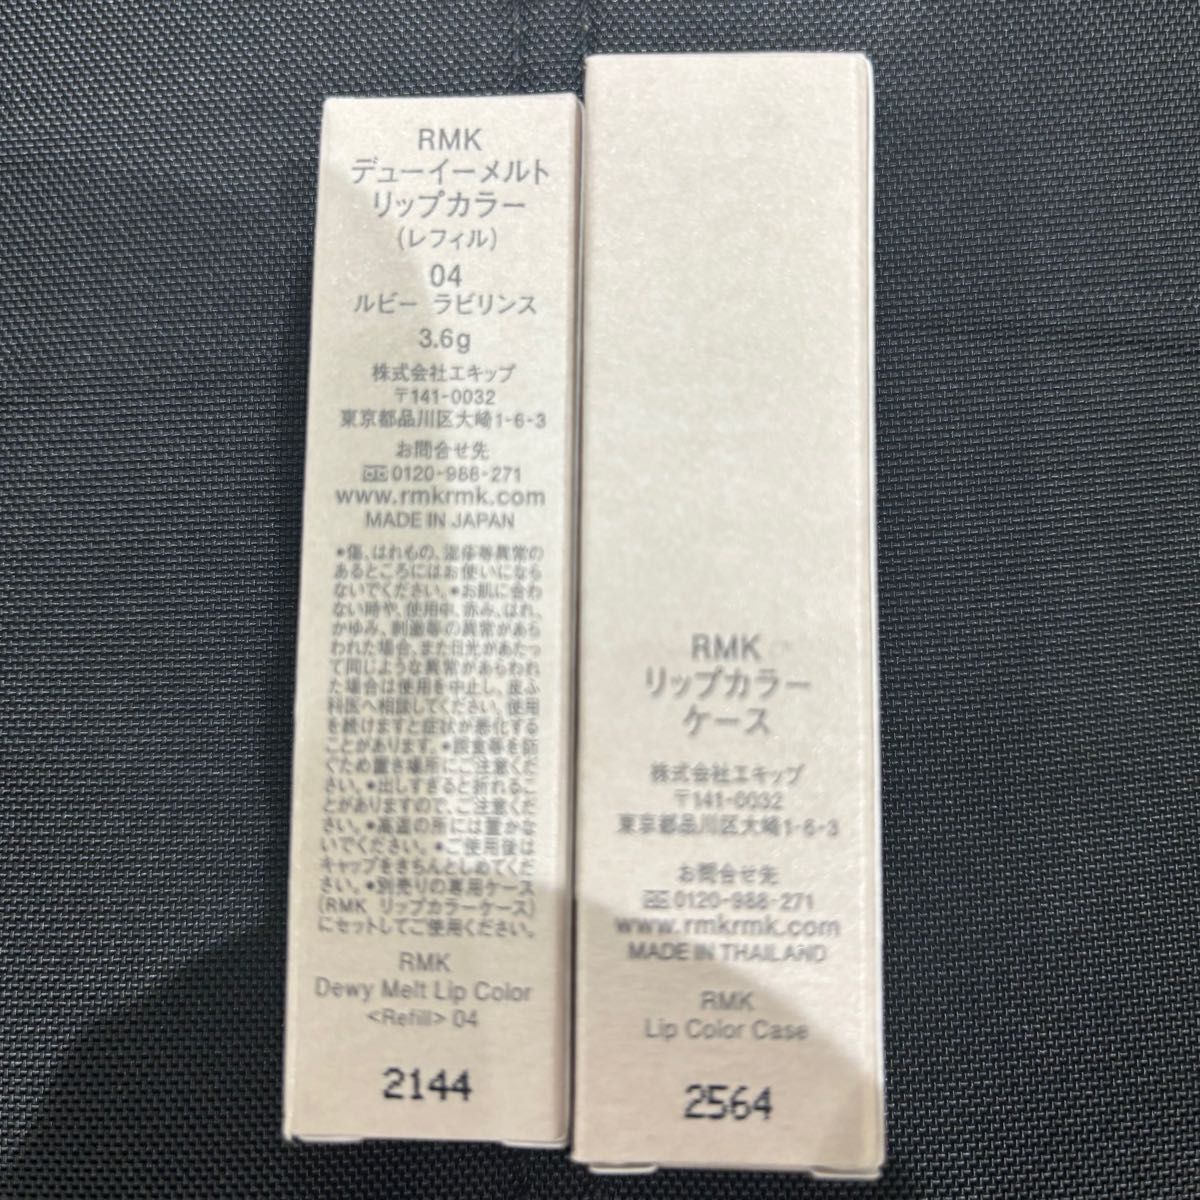 RMK
デューイーメルト
リップカラー
(レフィル)
04
ルビー ラビリンス
3.6g
株式会社エキップ
〒141-0032
東京都品川区大崎1-6-3
お問合せ先
0120-988-271
www.rmkrmk.com
MADE IN JAPAN
●傷、はれもの、湿疹等異常の
あるところにはお使いになら
ないでください。●お肌に合わ
ない時や、使用中、赤み、はれ、
かゆみ、刺激等の異常があら
われた場合、また日光があたっ
て同じような異常があらわれ
た場合は使用を中止し、皮ふ
科医へ相談してください。使用
を続けますと症状が悪化する
ことがあります。●誤食等を防
ぐため置き場所にご注意くだ
さい。●出しすぎると折れるこ
とがありますので、ご注意くだ
さい。●高温の所には置かな
いでください。●ご使用後は
キャップをきちんとしめてくだ
さい。●別売りの専用ケース
(RMK リップカラーケース)
にセットしてご使用ください。
RMK
Dewy Melt Lip Color
<Refill> 04
2144
RMK
リップカラー
ケース
株式会社エキップ
〒141-0032
東京都品川区大崎1-6-3
お問合せ先
0120-988-271
www.rmkrmk.com
MADE IN THAILAND
RMK
Lip Color Case
2564